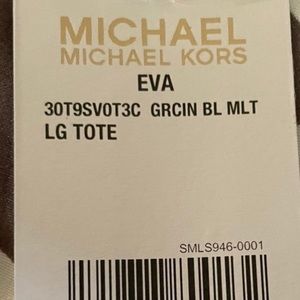 MICHAEL
MICHAEL KORS
EVA
30T9SV0T3C GRCIN BL MLT
LG TOTE
SMLS946-0001